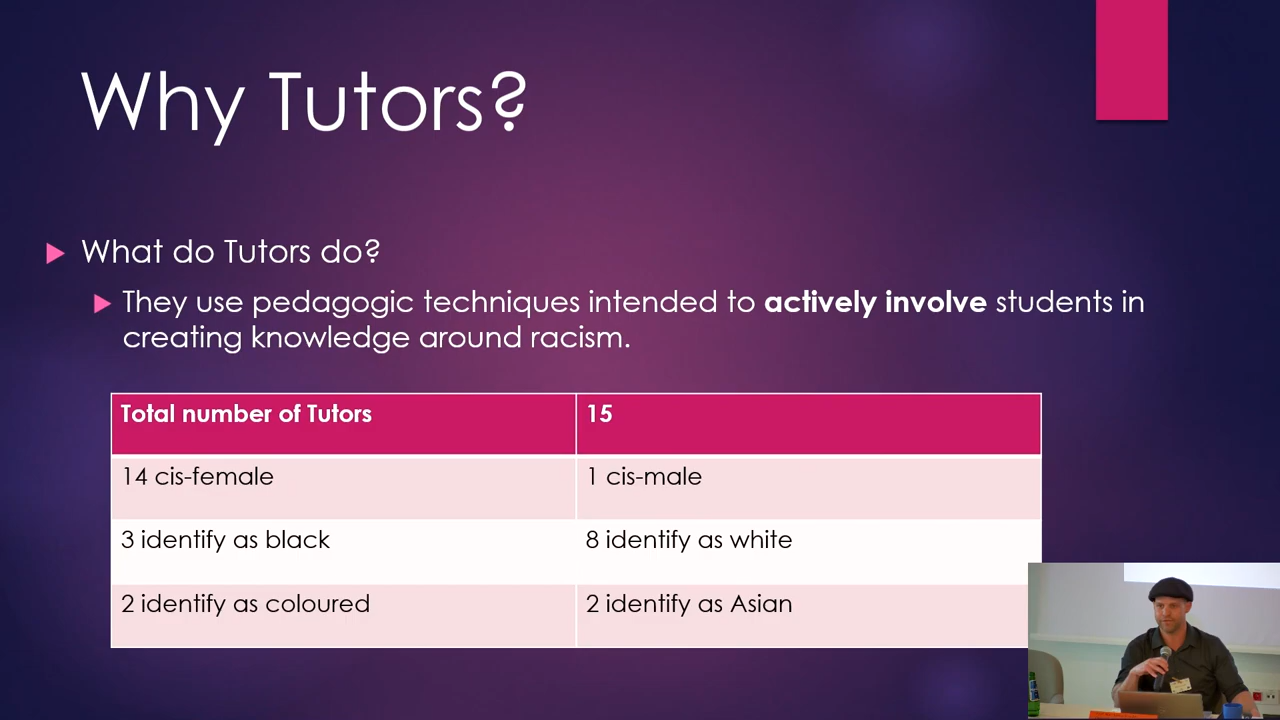 Why Tutors?
What do Tutors do?
They use pedagogic techniques intended to actively involve students in
creating knowledge around racism.
Total number of Tutors 15
14 cis-female 1 cis-male
3 identify as black 8 identify as white
2 identify as coloured 2 identify as Asian